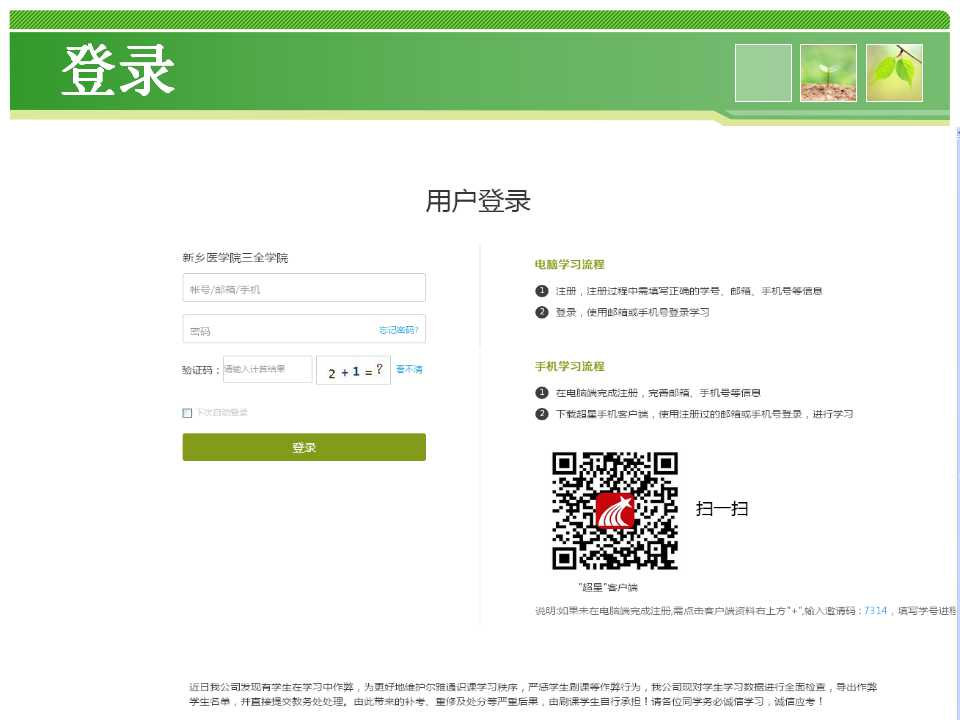 登录
用户登录
新乡医学院三全学院
帐号/邮箱/手机
密码
忘记密码?
验证码：
请输入计算结果
2 + 1 = ?
看不清
下次自动登录
登录
电脑学习流程
1 注册，注册过程中需填写正确的学号、邮箱、手机号等信息
2 登录，使用邮箱或手机号登录学习
手机学习流程
1 在电脑端完成注册，完善邮箱、手机号等信息
2 下载超星手机客户端，使用注册过的邮箱或手机号登录，进行学习
扫一扫
"超星"客户端
说明:如果未在电脑端完成注册,需点击客户端资料右上方"+",输入邀请码：7314，填写学号进
近日我公司发现有学生在学习中作弊，为更好地维护尔雅通识课学习秩序，严惩学生刷课等作弊行为，我公司现对学生学习数据进行全面检查，导出作弊
学生名单，并直接提交教务处处理。由此带来的补考、重修及处分等严重后果，由刷课学生自行承担！请各位同学务必诚信学习，诚信应考！